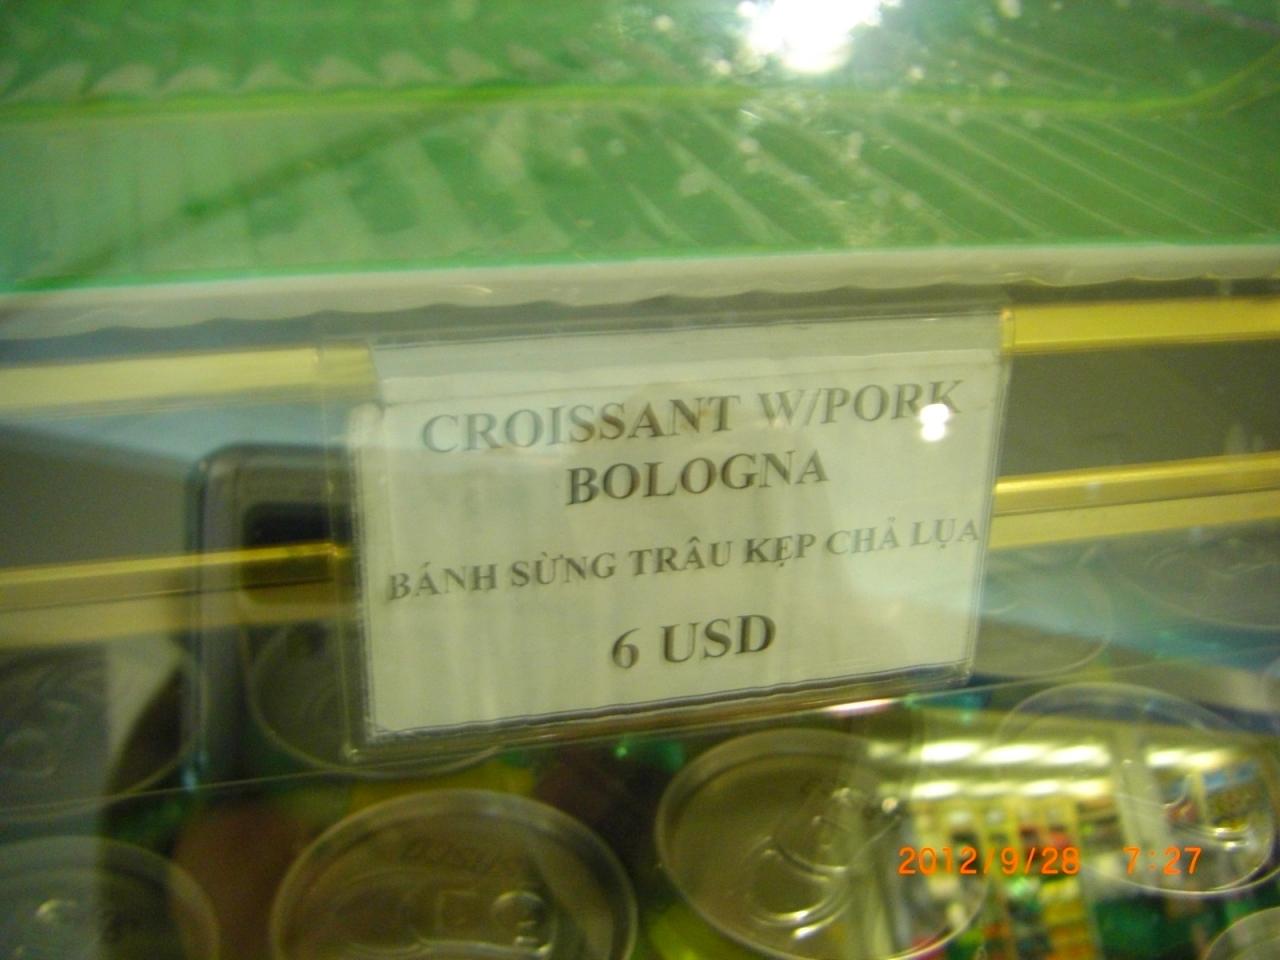 CROISSANT W/PORK
BOLOGNA
BÁNH SỪNG TRÂU KẸP CHẢ LỤA
6 USD
2012/9/28 7:27